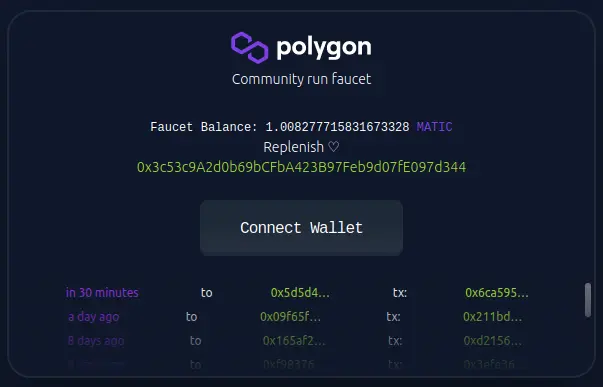 polygon
Community run faucet
Faucet Balance: 1.008277715831673328 MATIC
Replenish ♡
0x3c53c9A2d0b69bCFbA423B97Feb9d07fE097d344
Connect Wallet
in 30 minutes to 0x5d5d4... tx: 0x6ca595...
a day ago to 0x09f65f... tx: 0x211bd...
8 days ago to 0x165af2... tx: 0xd2156...
to 0xf98376 tx: 0x3afe36